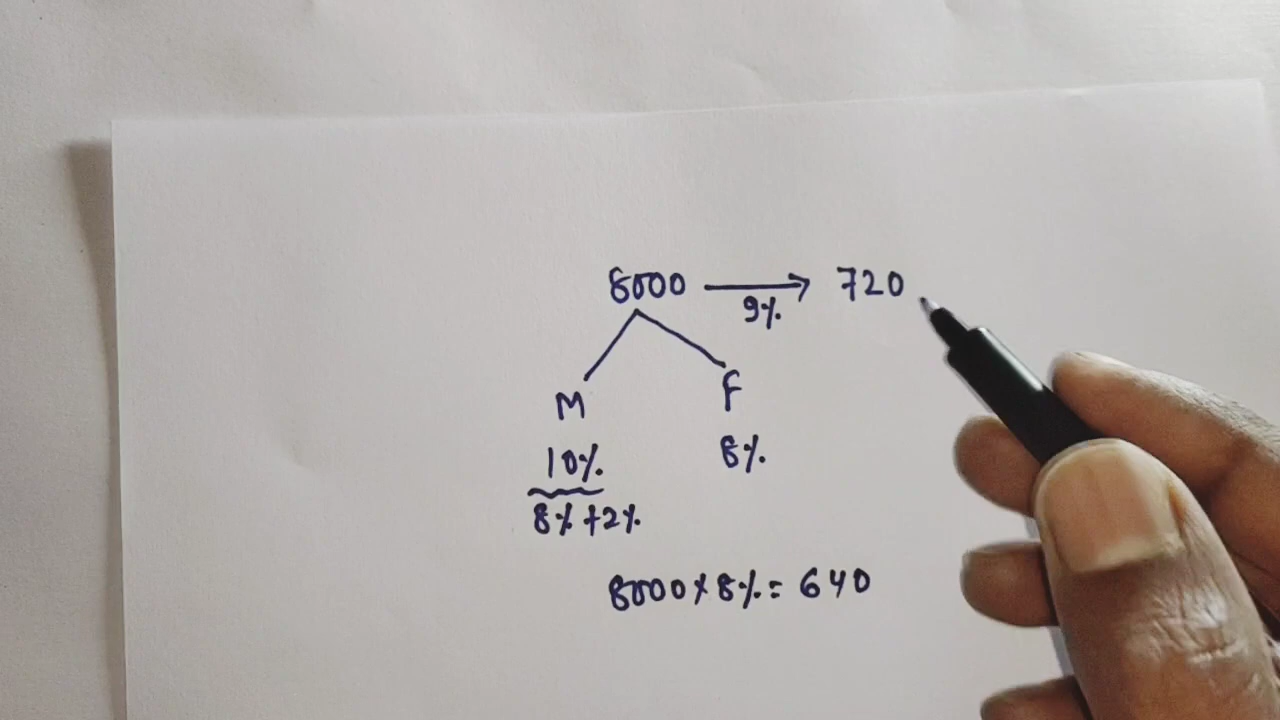 8000 → 720
9%
M F
10% 8%
8% + 2%
8000 × 8% = 640